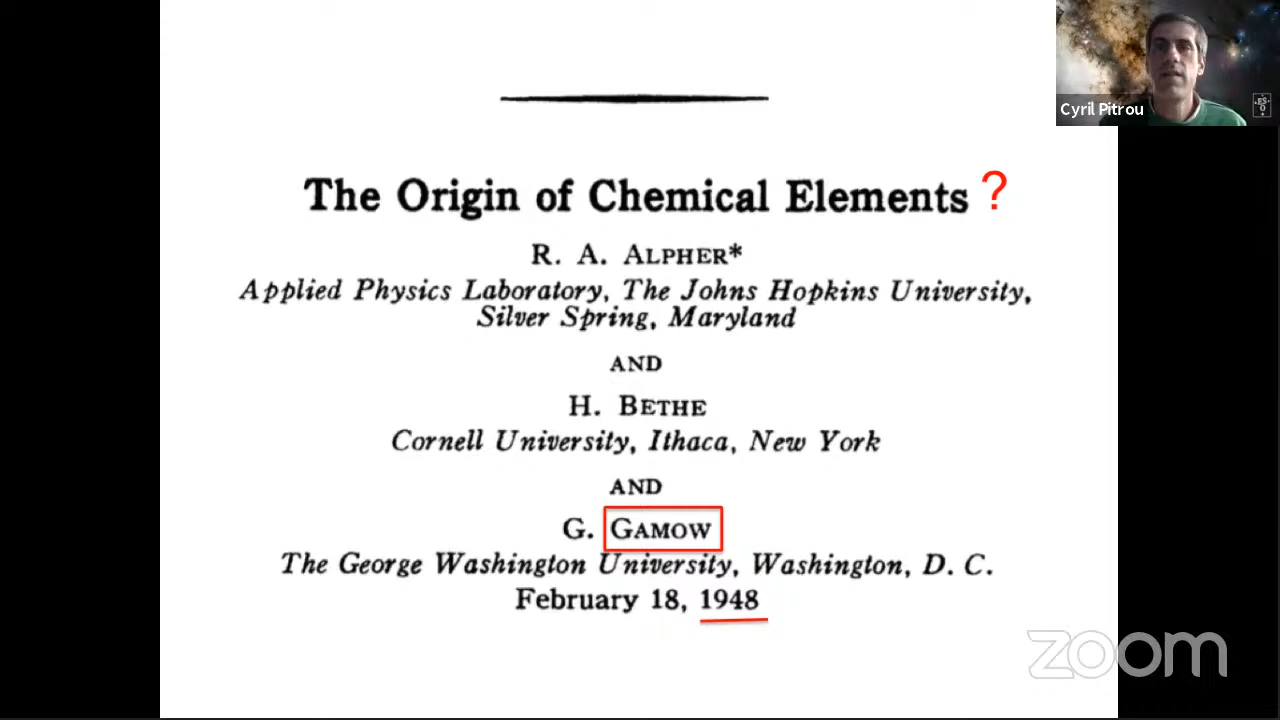 The Origin of Chemical Elements ?
R. A. ALPHER*
Applied Physics Laboratory, The Johns Hopkins University,
Silver Spring, Maryland
AND
H. BETHE
Cornell University, Ithaca, New York
AND
G. GAMOW
The George Washington University, Washington, D. C.
February 18, 1948
Cyril Pitrou
zoom